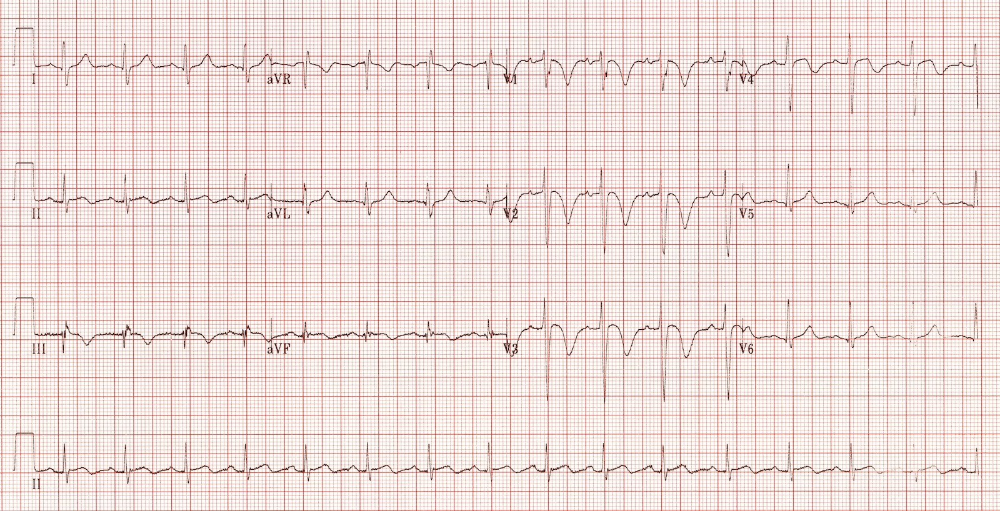 I aVR V1 V4
II aVL V2 V5
III aVF V3 V6
II